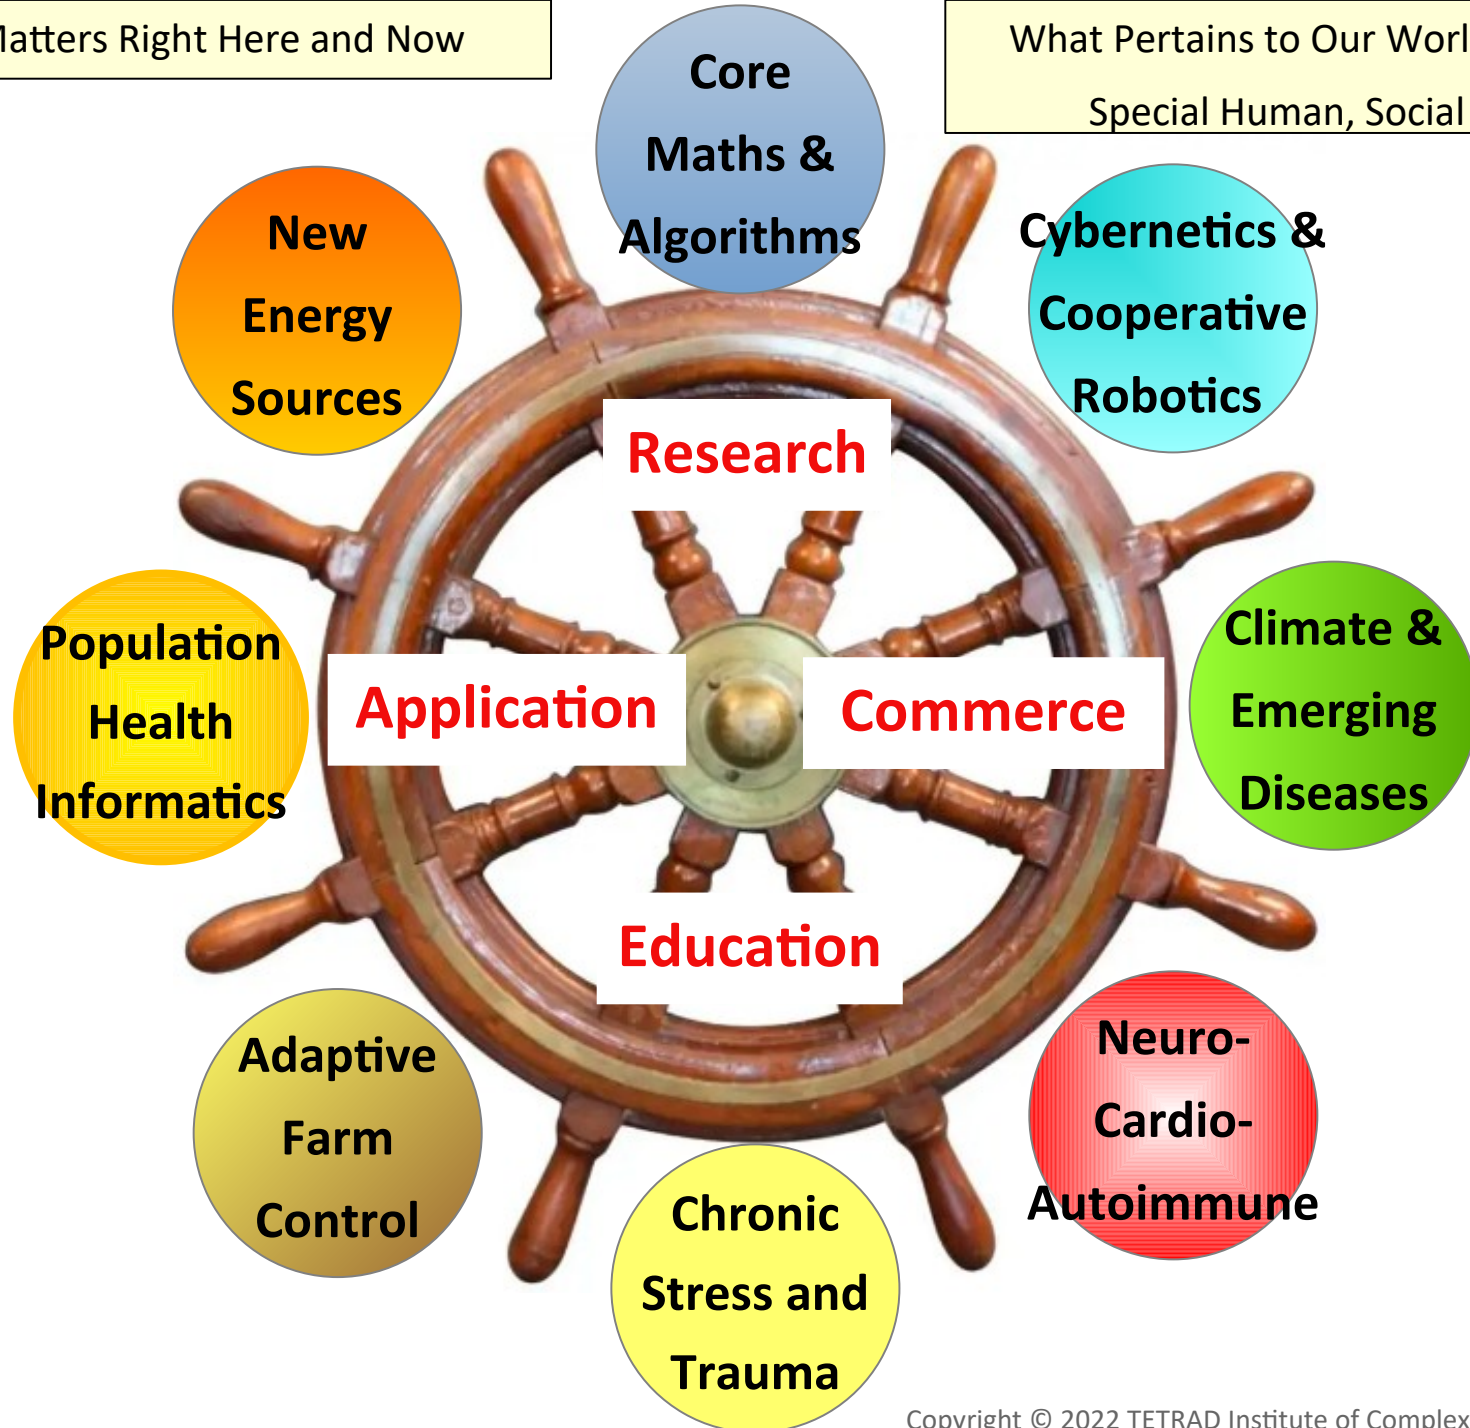 Matters Right Here and Now
What Pertains to Our
Special Human, Social
Core
Maths &
Algorithms
New
Energy
Sources
Cybernetics &
Cooperative
Robotics
Research
Population
Health
Informatics
Application
Commerce
Climate &
Emerging
Diseases
Education
Adaptive
Farm
Control
Neuro-
Cardio-
Autoimmune
Chronic
Stress and
Trauma
Copyright © 2022 TETRAD Institute of Complex